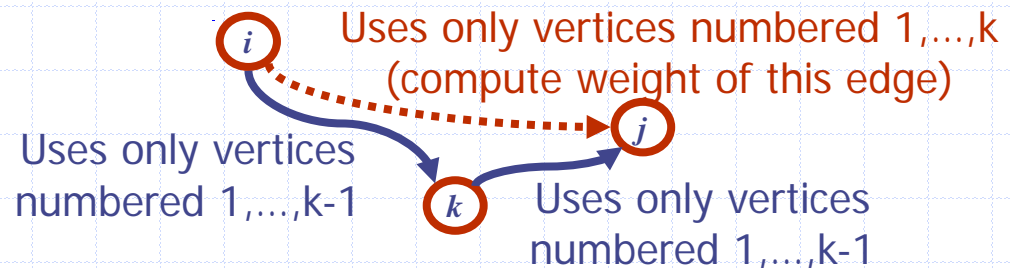 i
Uses only vertices numbered 1,...,k
(compute weight of this edge)
j
Uses only vertices
numbered 1,...,k-1
k
Uses only vertices
numbered 1,...,k-1